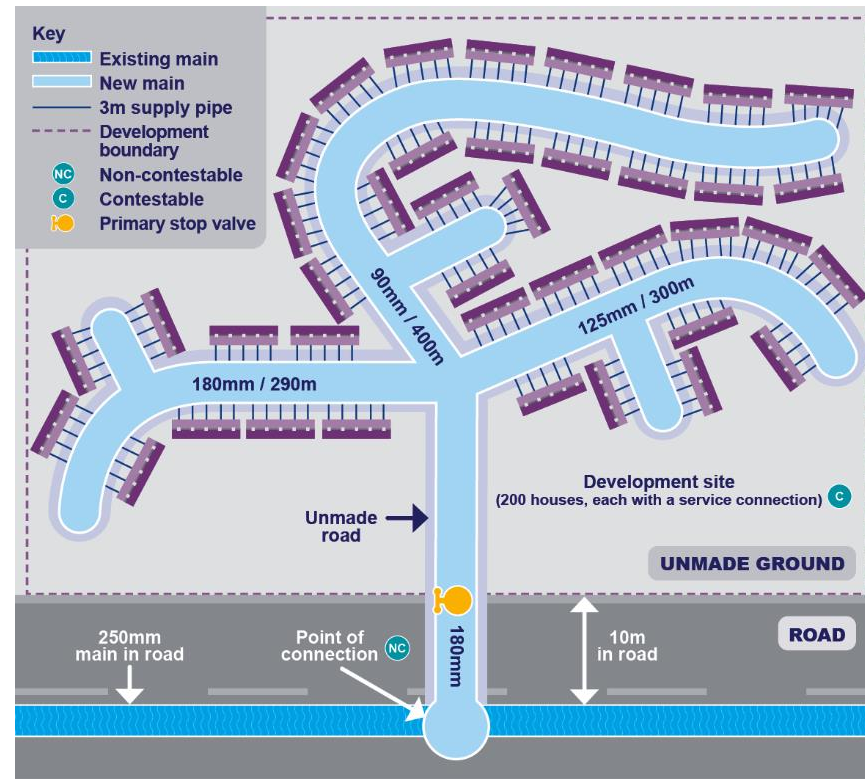 Key
Existing main
New main
3m supply pipe
Development
boundary
NC
Non-contestable
C
Contestable
Primary stop valve
90mm / 400m
125mm / 300m
180mm / 290m
Development site
(200 houses, each with a service connection)
C
Unmade
road
UNMADE GROUND
ROAD
250mm
main in road
Point of
connection
NC
180mm
10m
in road